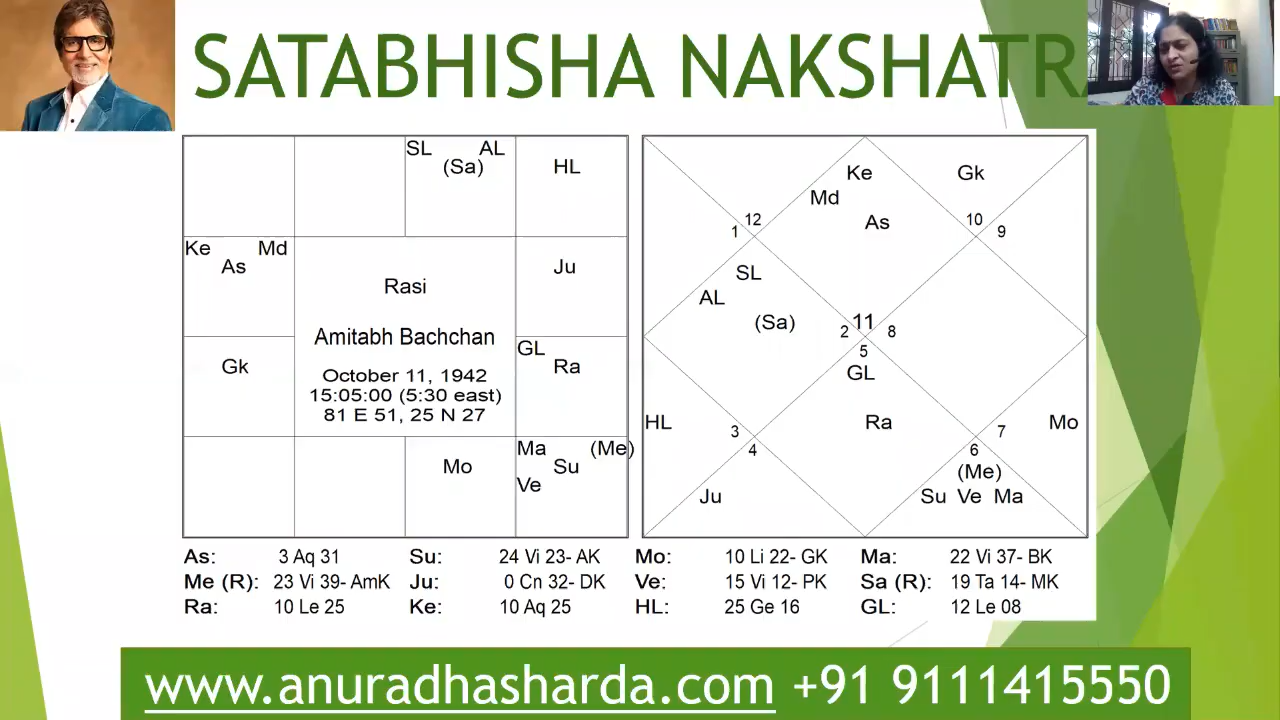 SATABHISHA NAKSHATRA
SL AL
(Sa)
HL
Ke Md
As
Ju
Rasi
Amitabh Bachchan
October 11, 1942
15:05:00 (5:30 east)
81 E 51, 25 N 27
Gk
GL
Ra
Mo
Ma (Me)
Su
Ve
Ke
Md
As
Gk
12
1
10
9
SL
AL
(Sa)
2
11
8
5
GL
HL
Ra
Mo
3
4
7
6
(Me)
Ju
Su Ve Ma
As: 3 Aq 31 Su: 24 Vi 23- AK Mo: 10 Li 22- GK Ma: 22 Vi 37- BK
Me (R): 23 Vi 39- AmK Ju: 0 Cn 32- DK Ve: 15 Vi 12- PK Sa (R): 19 Ta 14- MK
Ra: 10 Le 25 Ke: 10 Aq 25 HL: 25 Ge 16 GL: 12 Le 08
www.anuradhasharda.com +91 9111415550